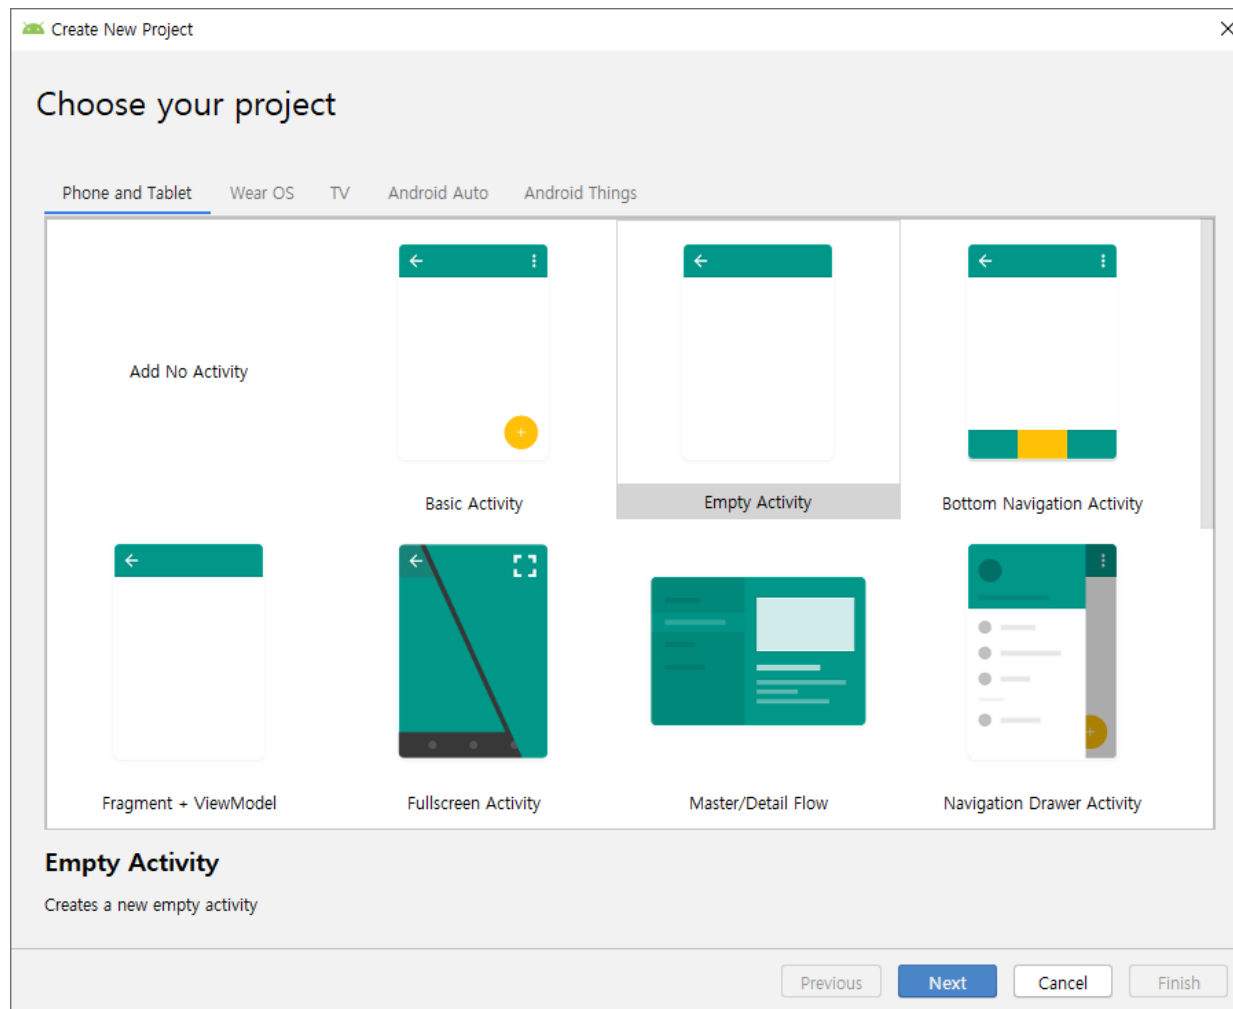 Create New Project
Choose your project
Phone and Tablet Wear OS TV Android Auto Android Things
Add No Activity
Basic Activity
Empty Activity
Bottom Navigation Activity
Fragment + ViewModel
Fullscreen Activity
Master/Detail Flow
Navigation Drawer Activity
Empty Activity
Creates a new empty activity
Previous Next Cancel Finish